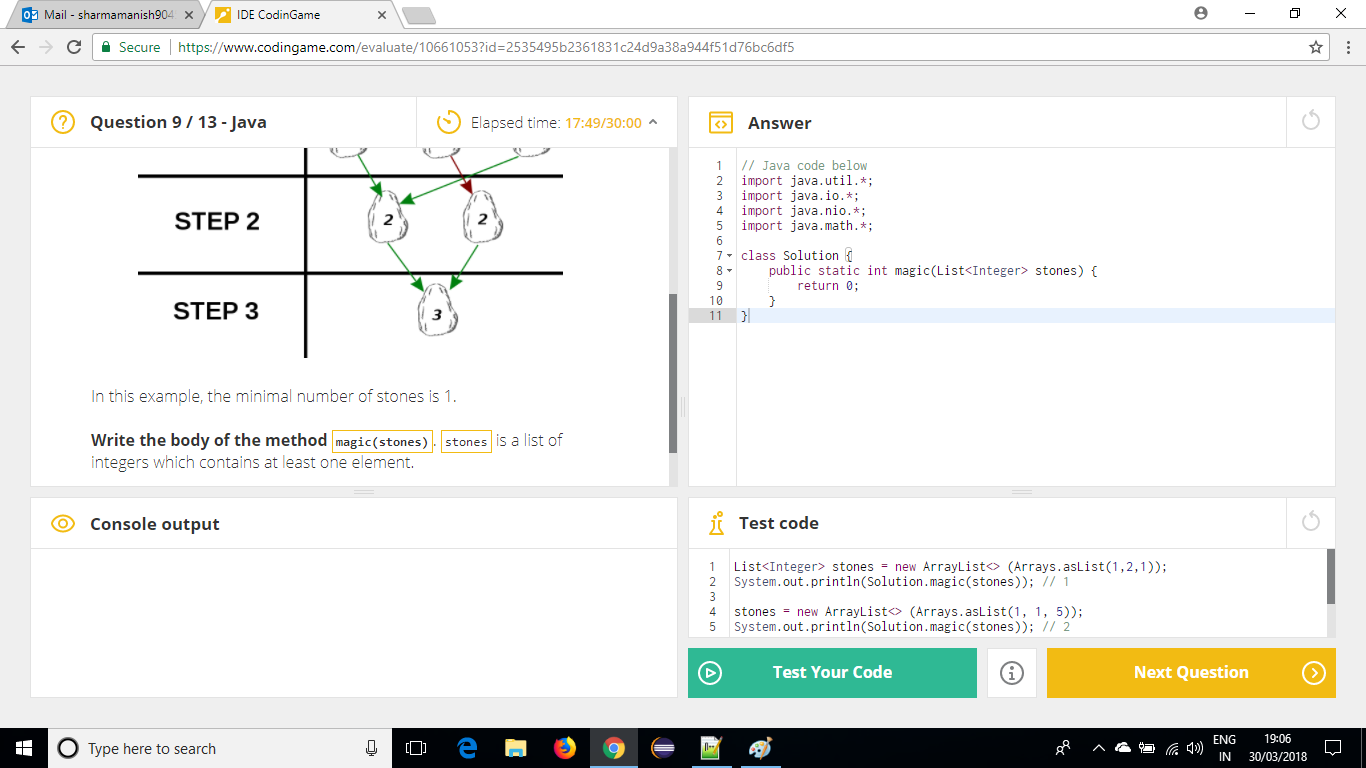 Mail - sharmamanish904
IDE CodinGame
Secure
https://www.codingame.com/evaluate/10661053?id=2535495b2361831c24d9a38a944f51d76bc6df5
Question 9 / 13 - Java
Elapsed time: 17:49/30:00
STEP 2
2
2
STEP 3
3
In this example, the minimal number of stones is 1.
Write the body of the method magic(stones). stones is a list of
integers which contains at least one element.
Console output
Answer
1 // Java code below
2 import java.util.*;
3 import java.io.*;
4 import java.nio.*;
5 import java.math.*;
6
7 class Solution {
8 public static int magic(List<Integer> stones) {
9 return 0;
10 }
11 }
Test code
1 List<Integer> stones = new ArrayList<> (Arrays.asList(1,2,1));
2 System.out.println(Solution.magic(stones)); // 1
3
4 stones = new ArrayList<> (Arrays.asList(1, 1, 5));
5 System.out.println(Solution.magic(stones)); // 2
Test Your Code
Next Question
Type here to search
ENG
IN
19:06
30/03/2018